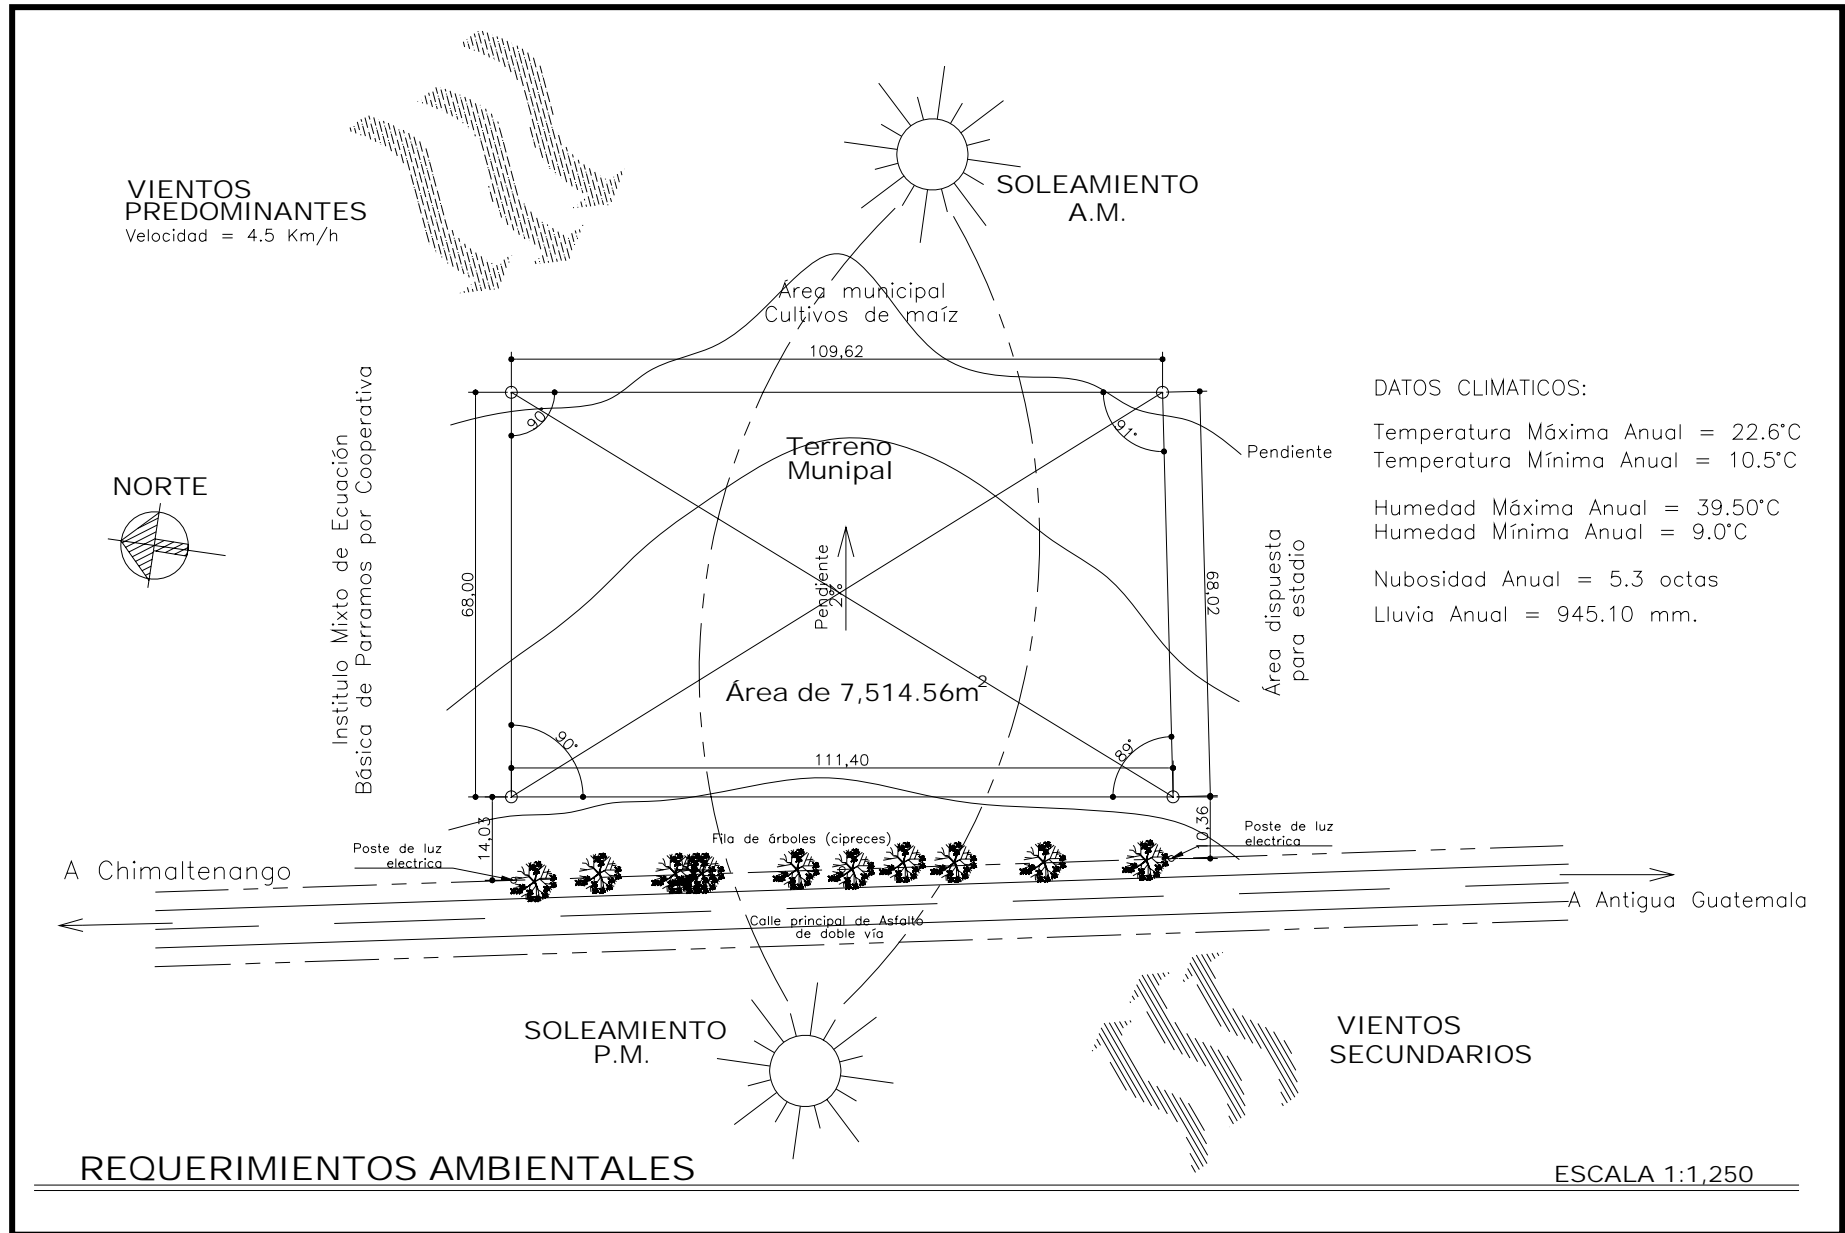 VIENTOS
PREDOMINANTES
Velocidad = 4.5 Km/h
SOLEAMIENTO
A.M.
Área municipal
Cultivos de maíz
109,62
90°
91°
Terreno
Munipal
Pendiente
DATOS CLIMATICOS:
Temperatura Máxima Anual = 22.6°C
Temperatura Mínima Anual = 10.5°C
Humedad Máxima Anual = 39.50°C
Humedad Mínima Anual = 9.0°C
Nubosidad Anual = 5.3 octas
Lluvia Anual = 945.10 mm.
NORTE
Institulo Mixto de Ecuación
Básica de Parramos por Cooperativa
68,00
Pendiente
68,02
Área dispuesta
para estadio
Área de 7,514.56m2
90°
89°
111,40
14,03
0,36
Fila de árboles (cipreces)
Poste de luz
electrica
Poste de luz
electrica
A Chimaltenango
A Antigua Guatemala
Calle principal de Asfalto
de doble vía
SOLEAMIENTO
P.M.
VIENTOS
SECUNDARIOS
REQUERIMIENTOS AMBIENTALES
ESCALA 1:1,250